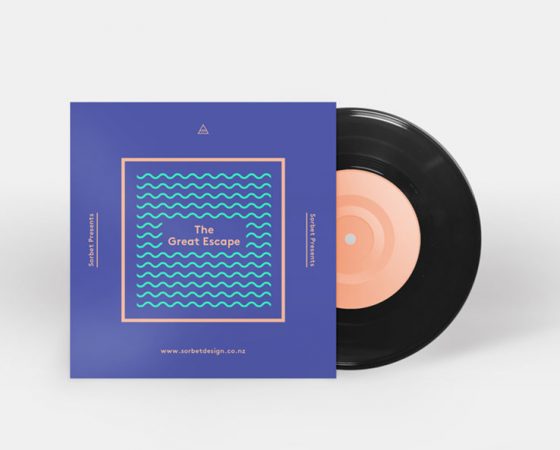 Sorbet Presents
The
Great Escape
Sorbet Presents
www.sorbetdesign.co.nz